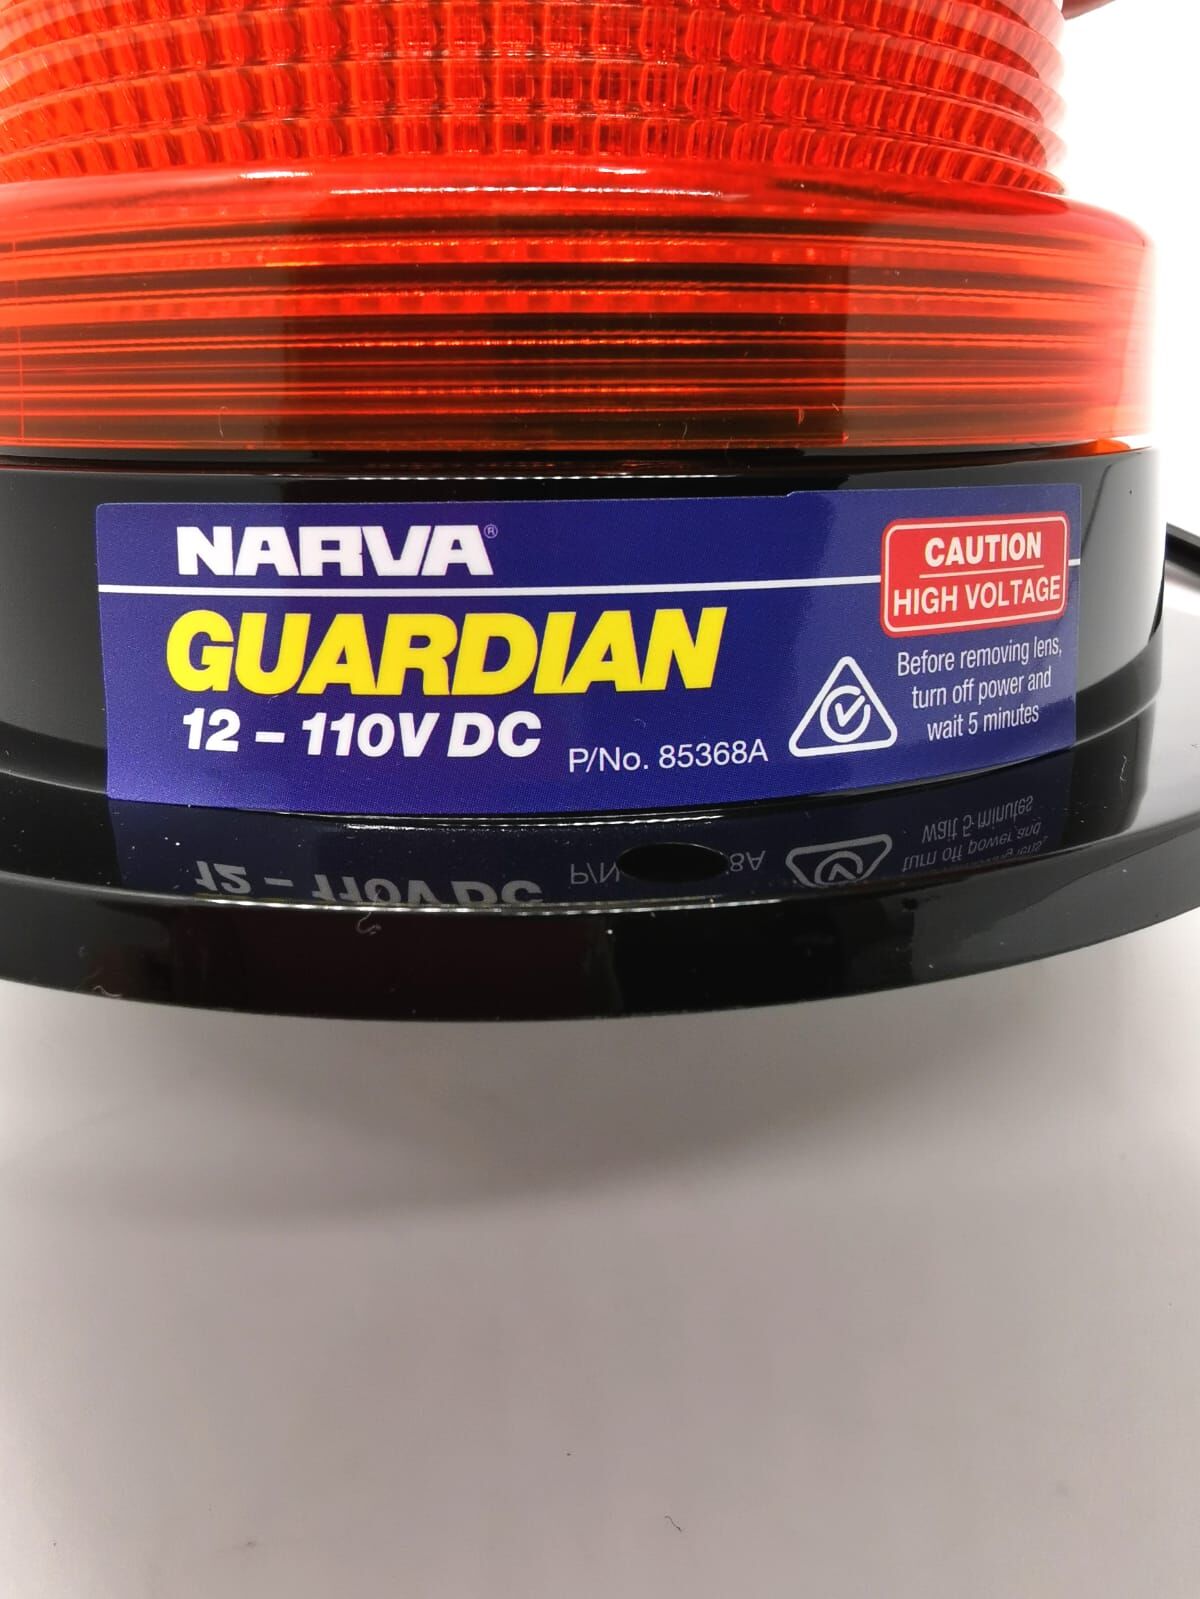 NARVA®
GUARDIAN
12 – 110V DC
P/No. 85368A
CAUTION
HIGH VOLTAGE
Before removing lens,
turn off power and
wait 5 minutes